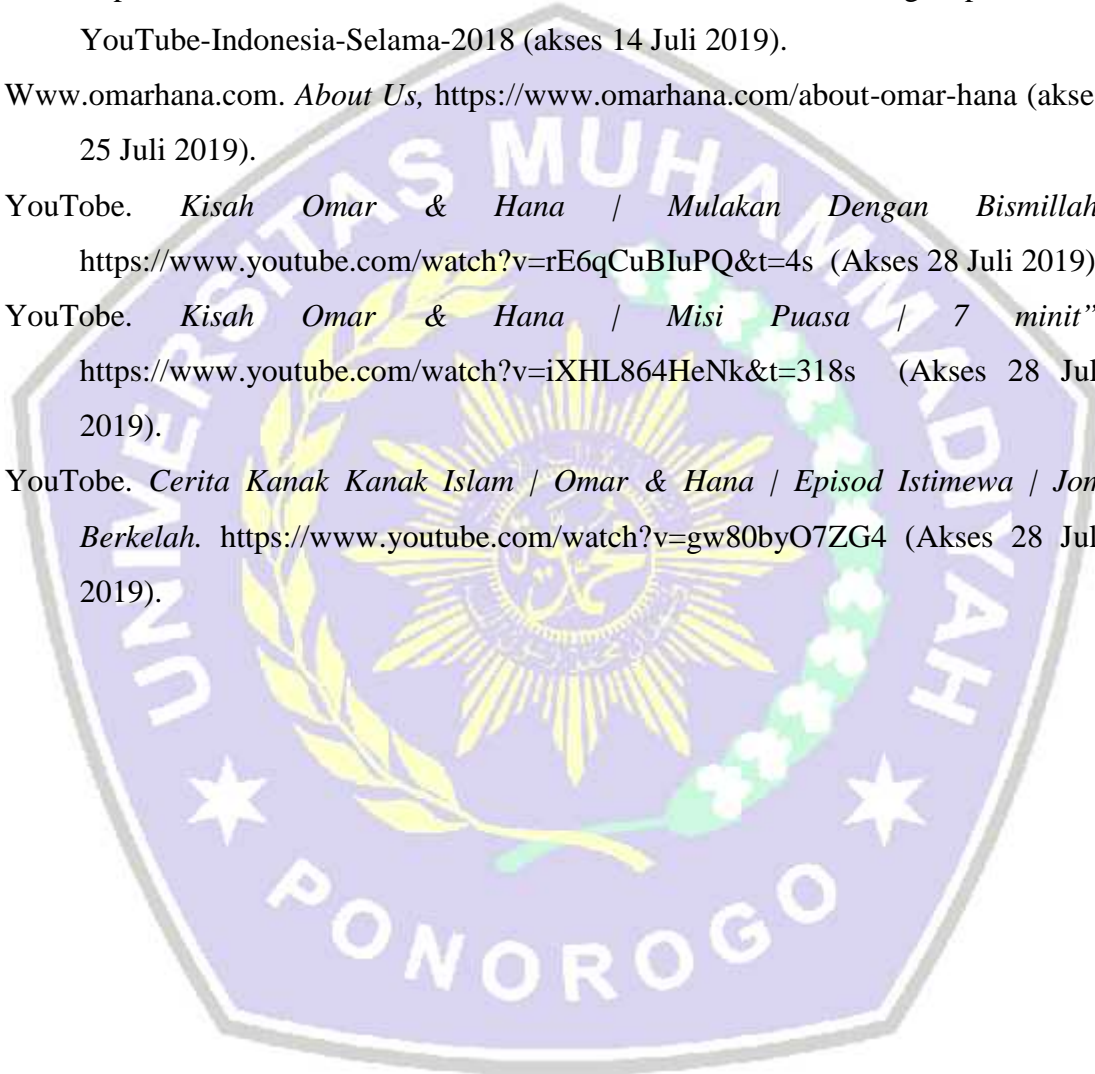 YouTube-Indonesia-Selama-2018 (akses 14 Juli 2019).
Www.omarhana.com. About Us, https://www.omarhana.com/about-omar-hana (akse
25 Juli 2019).
YouTobe. Kisah Omar & Hana | Mulakan Dengan Bismillah
https://www.youtube.com/watch?v=rE6qCuBIuPQ&t=4s (Akses 28 Juli 2019)
YouTobe. Kisah Omar & Hana | Misi Puasa | 7 minit”
https://www.youtube.com/watch?v=iXHL864HeNk&t=318s (Akses 28 Jul
2019).
YouTobe. Cerita Kanak Kanak Islam | Omar & Hana | Episod Istimewa | Jom
Berkelah. https://www.youtube.com/watch?v=gw80byO7ZG4 (Akses 28 Jul
2019).
UNIVERSITAS MUHAMMADIYAH
PONOROGO